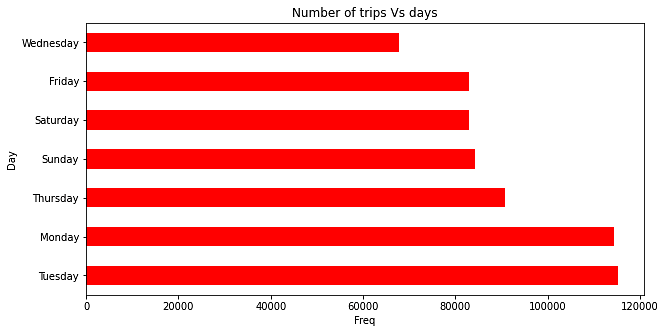 Number of trips Vs days
Wednesday
Friday
Saturday
Sunday
Thursday
Monday
Tuesday
Day
0 20000 40000 60000 80000 100000 120000
Freq